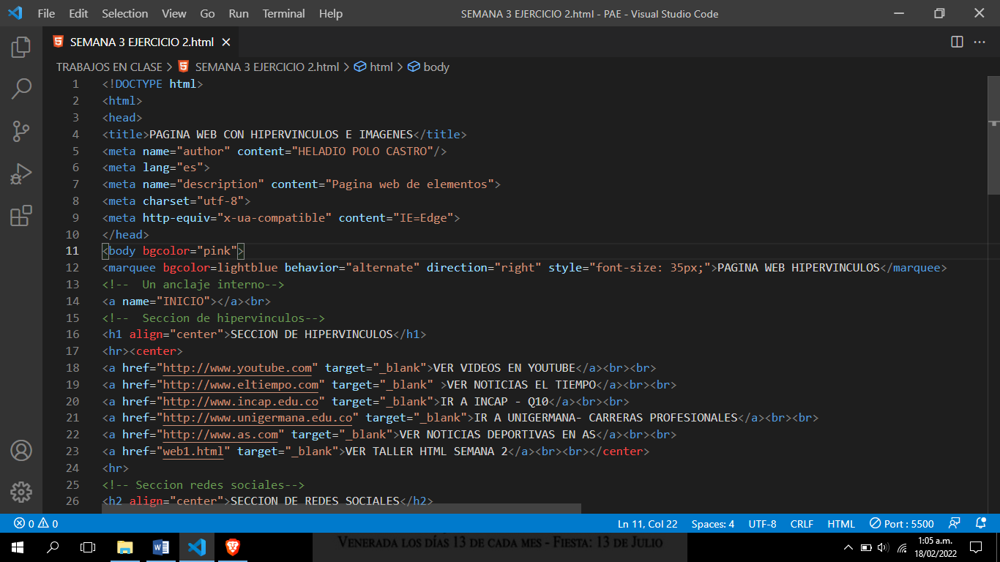 File Edit Selection View Go Run Terminal Help SEMANA 3 EJERCICIO 2.html - PAE - Visual Studio Code
SEMANA 3 EJERCICIO 2.html
TRABAJOS EN CLASE > SEMANA 3 EJERCICIO 2.html > html > body
1 <!DOCTYPE html>
2 <html>
3 <head>
4 <title>PAGINA WEB CON HIPERVINCULOS E IMAGENES</title>
5 <meta name="author" content="HELADIO POLO CASTRO"/>
6 <meta lang="es">
7 <meta name="description" content="Pagina web de elementos">
8 <meta charset="utf-8">
9 <meta http-equiv="x-ua-compatible" content="IE=Edge">
10 </head>
11 <body bgcolor="pink">
12 <marquee bgcolor=lightblue behavior="alternate" direction="right" style="font-size: 35px;">PAGINA WEB HIPERVINCULOS</marquee>
13 <!--  Un anclaje interno-->
14 <a name="INICIO"></a><br>
15 <!--  Seccion de hipervinculos-->
16 <h1 align="center">SECCION DE HIPERVINCULOS</h1>
17 <hr><center>
18 <a href="http://www.youtube.com" target="_blank">VER VIDEOS EN YOUTUBE</a><br><br>
19 <a href="http://www.eltiempo.com" target="_blank" >VER NOTICIAS EL TIEMPO</a><br><br>
20 <a href="http://www.incap.edu.co" target="_blank">IR A INCAP - Q10</a><br><br>
21 <a href="http://www.unigermana.edu.co" target="_blank">IR A UNIGERMANA- CARRERAS PROFESIONALES</a><br><br>
22 <a href="http://www.as.com" target="_blank">VER NOTICIAS DEPORTIVAS EN AS</a><br><br>
23 <a href="web1.html" target="_blank">VER TALLER HTML SEMANA 2</a><br><br></center>
24 <hr>
25 <!-- Seccion redes sociales-->
26 <h2 align="center">SECCION DE REDES SOCIALES</h2>
0 0 Ln 11, Col 22 Spaces: 4 UTF-8 CRLF HTML Port : 5500
VENERADA LOS DÍAS 13 DE CADA MES - FIESTA: 13 DE JULIO
1:05 a.m.
18/02/2022